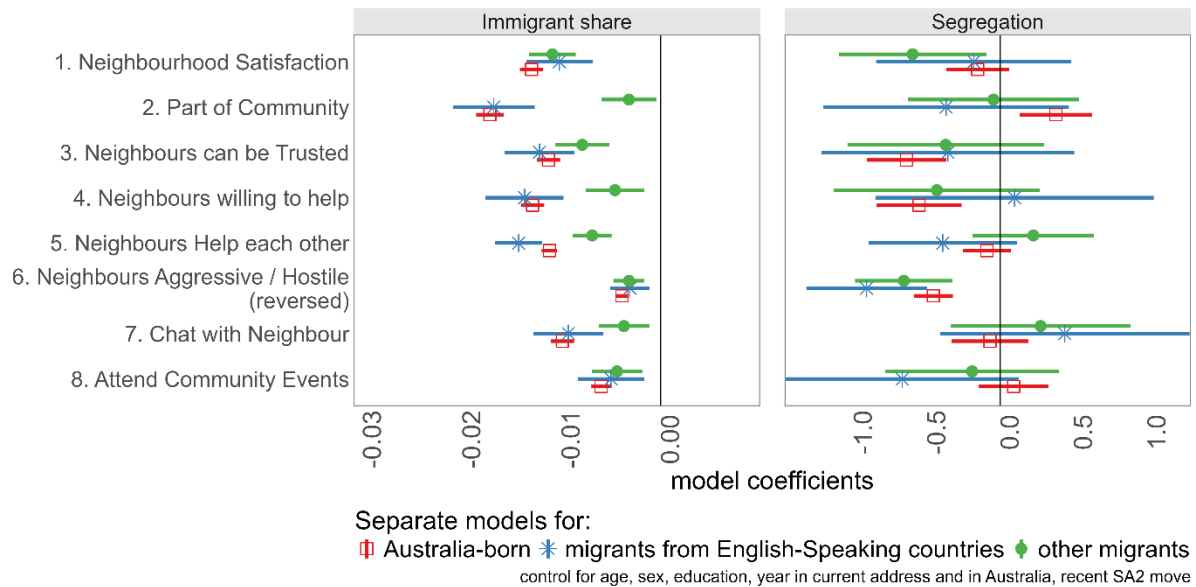 Immigrant share
Segregation
1. Neighbourhood Satisfaction
2. Part of Community
3. Neighbours can be Trusted
4. Neighbours willing to help
5. Neighbours Help each other
6. Neighbours Aggressive / Hostile
(reversed)
7. Chat with Neighbour
8. Attend Community Events
-0.03
-0.02
-0.01
0.00
-1.0
-0.5
0.0
0.5
1.0
model coefficients
Separate models for:
Australia-born migrants from English-Speaking countries other migrants
control for age, sex, education, year in current address and in Australia, recent SA2 move